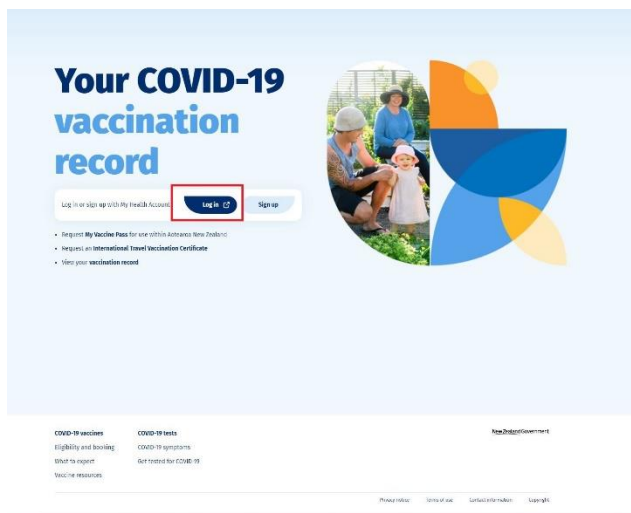 Your COVID-19
vaccination
record
Log in or sign up with My Health Account.
Log in
Sign up
• Request My Vaccine Pass for use within Aotearoa New Zealand
• Request an International Travel Vaccination Certificate
• View your vaccination record
COVID-19 vaccines
COVID-19 tests
New Zealand Government
Eligibility and booking
COVID-19 symptoms
What to expect
Get tested for COVID-19
Vaccine resources
Privacy notice
Terms of use
Contact information
Copyright